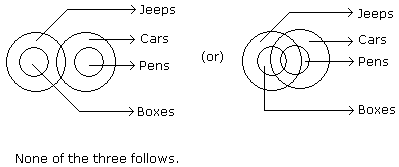 Jeeps
Cars
Pens
Boxes
(or)
Jeeps
Cars
Pens
Boxes
None of the three follows.